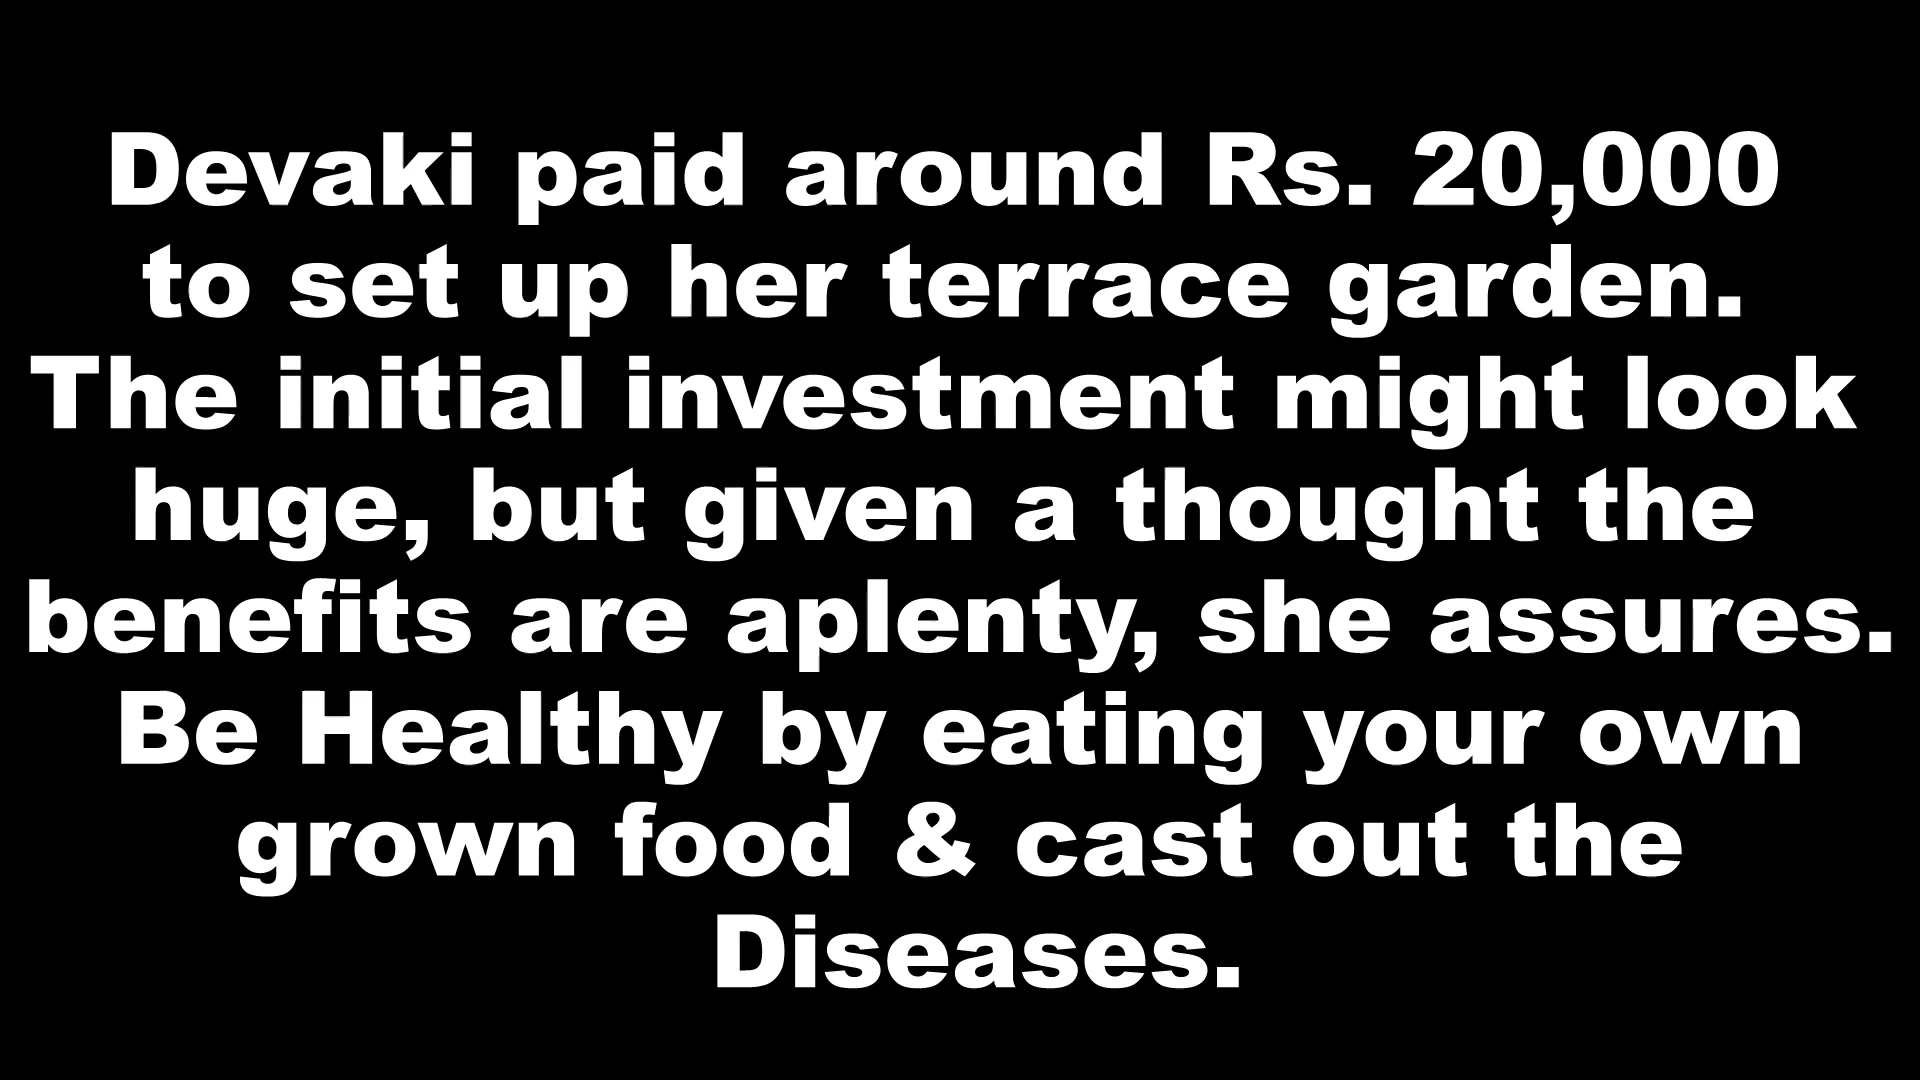 Devaki paid around Rs. 20,000
to set up her terrace garden.
The initial investment might look
huge, but given a thought the
benefits are aplenty, she assures.
Be Healthy by eating your own
grown food & cast out the
Diseases.